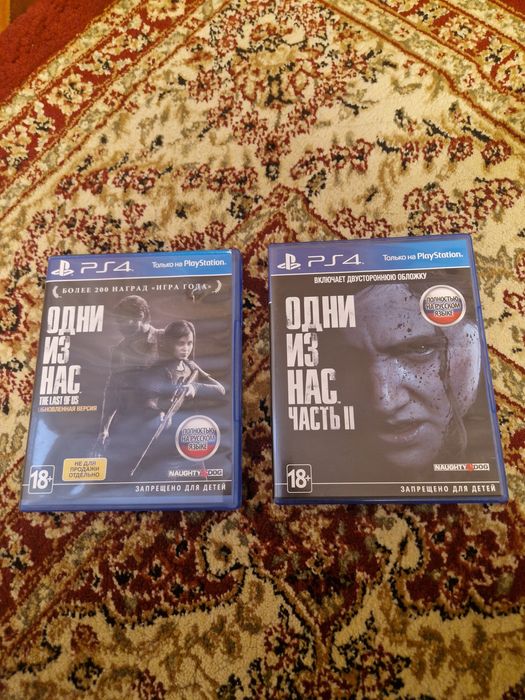 PS4
Только на PlayStation.
БОЛЕЕ 200 НАГРАД «ИГРА ГОДА»
ОДНИ
ИЗ
НАС
THE LAST OF US
ОБНОВЛЕННАЯ ВЕРСИЯ
ПОЛНОСТЬЮ
НА РУССКОМ
ЯЗЫКЕ
НЕ ДЛЯ
ПРОДАЖИ
ОТДЕЛЬНО
18+
NAUGHTY DOG
ЗАПРЕЩЕНО ДЛЯ ДЕТЕЙ
PS4
Только на PlayStation.
ВКЛЮЧАЕТ ДВУСТОРОННЮЮ ОБЛОЖКУ
ПОЛНОСТЬЮ
НА РУССКОМ
ЯЗЫКЕ
ОДНИ
ИЗ
НАС™
ЧАСТЬ II
18+
NAUGHTY DOG
ЗАПРЕЩЕНО ДЛЯ ДЕТЕЙ